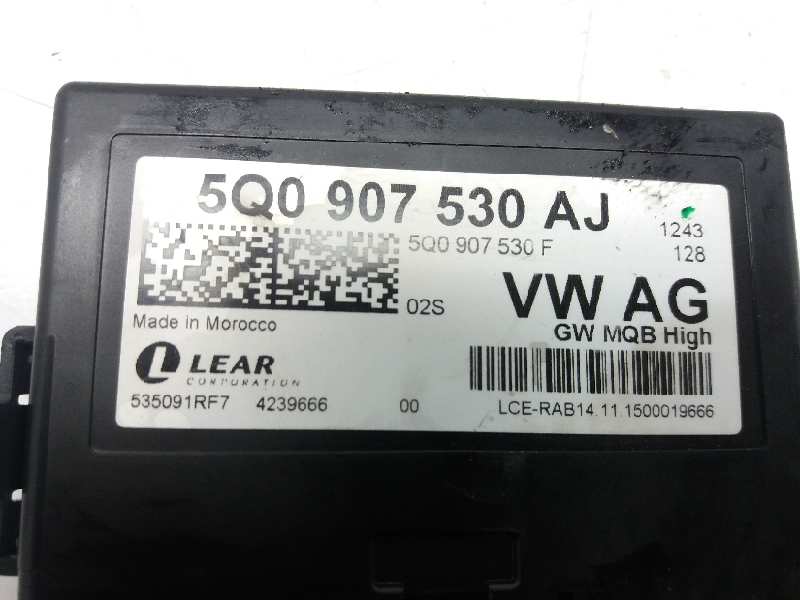 5Q0 907 530 AJ
1243
5Q0 907 530 F
128
02S
VW AG
Made in Morocco
GW MQB High
LEAR
CORPORATION
535091RF7 4239666 00
LCE-RAB14.11.1500019666